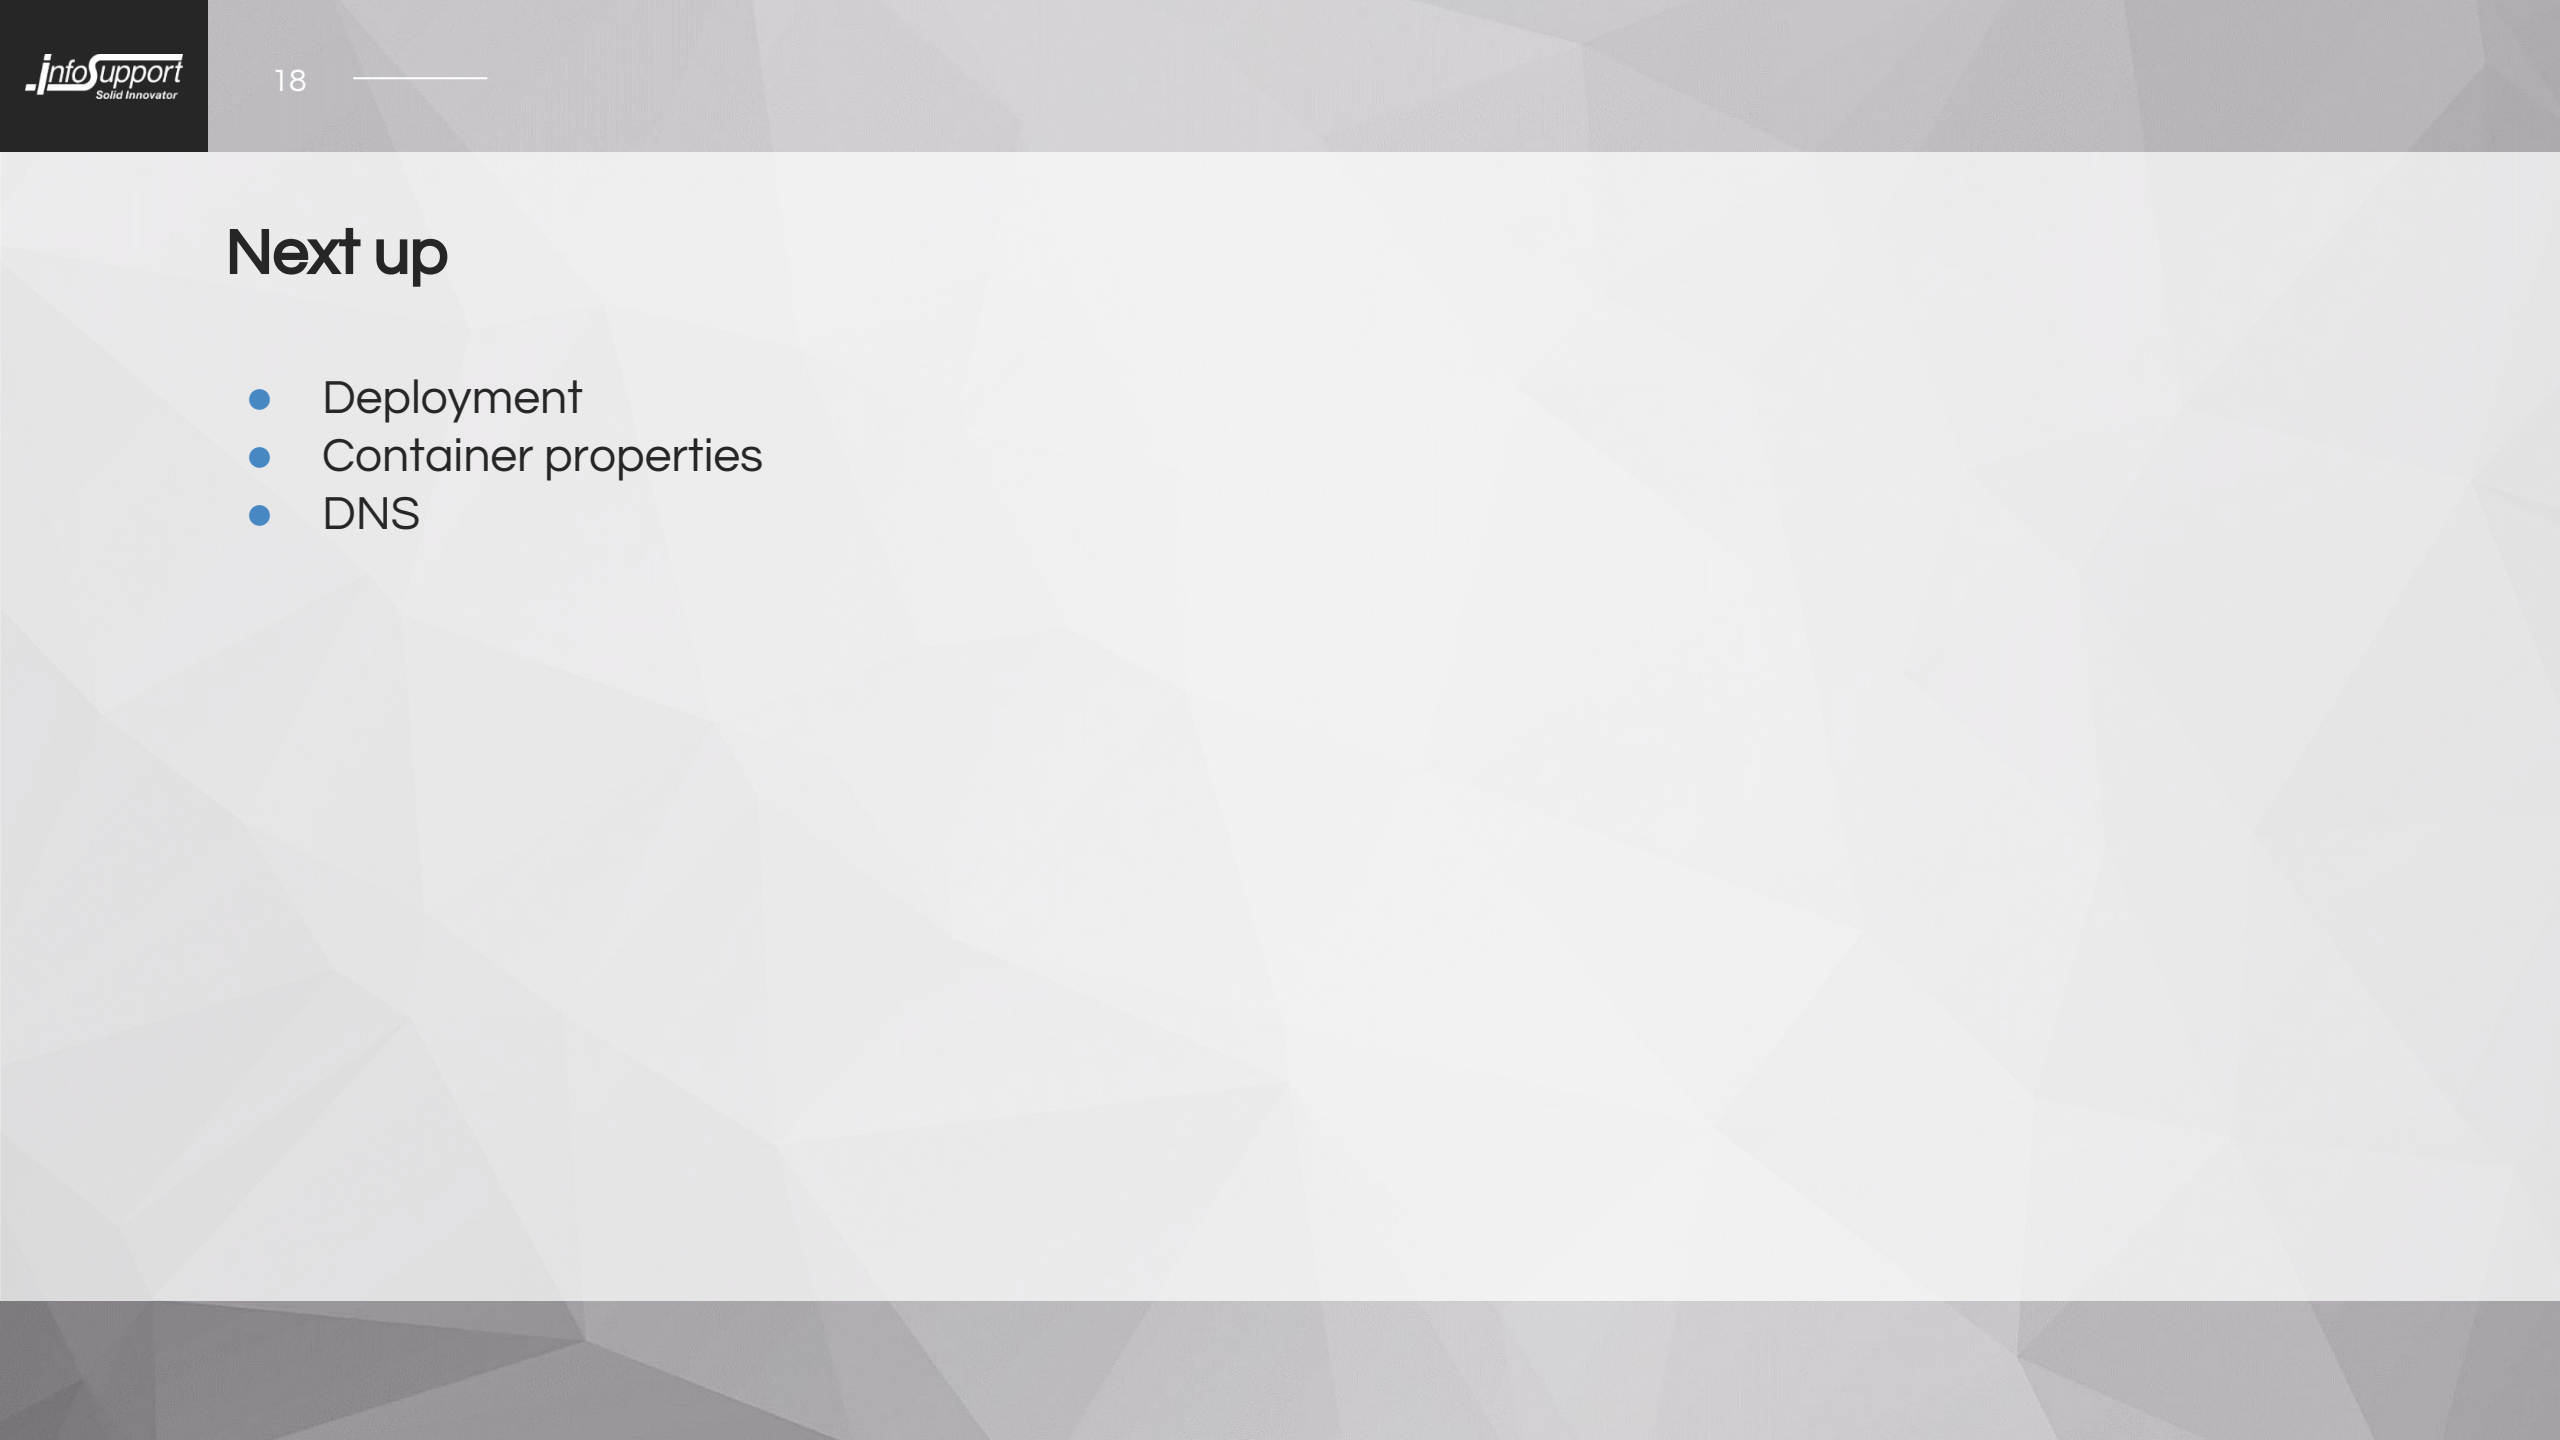 infoSupport
Solid Innovator
18
Next up
Deployment
Container properties
DNS